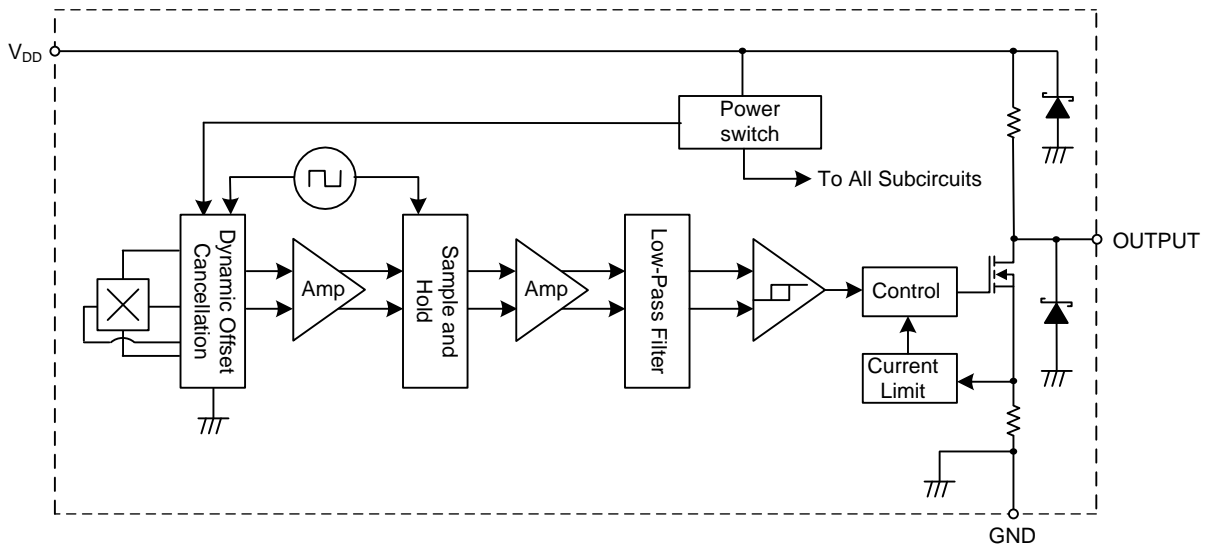 V_DD
Power
switch
To All Subcircuits
OUTPUT
Dynamic Offset
Cancellation
Amp
Sample and
Hold
Amp
Low-Pass Filter
Control
Current
Limit
GND